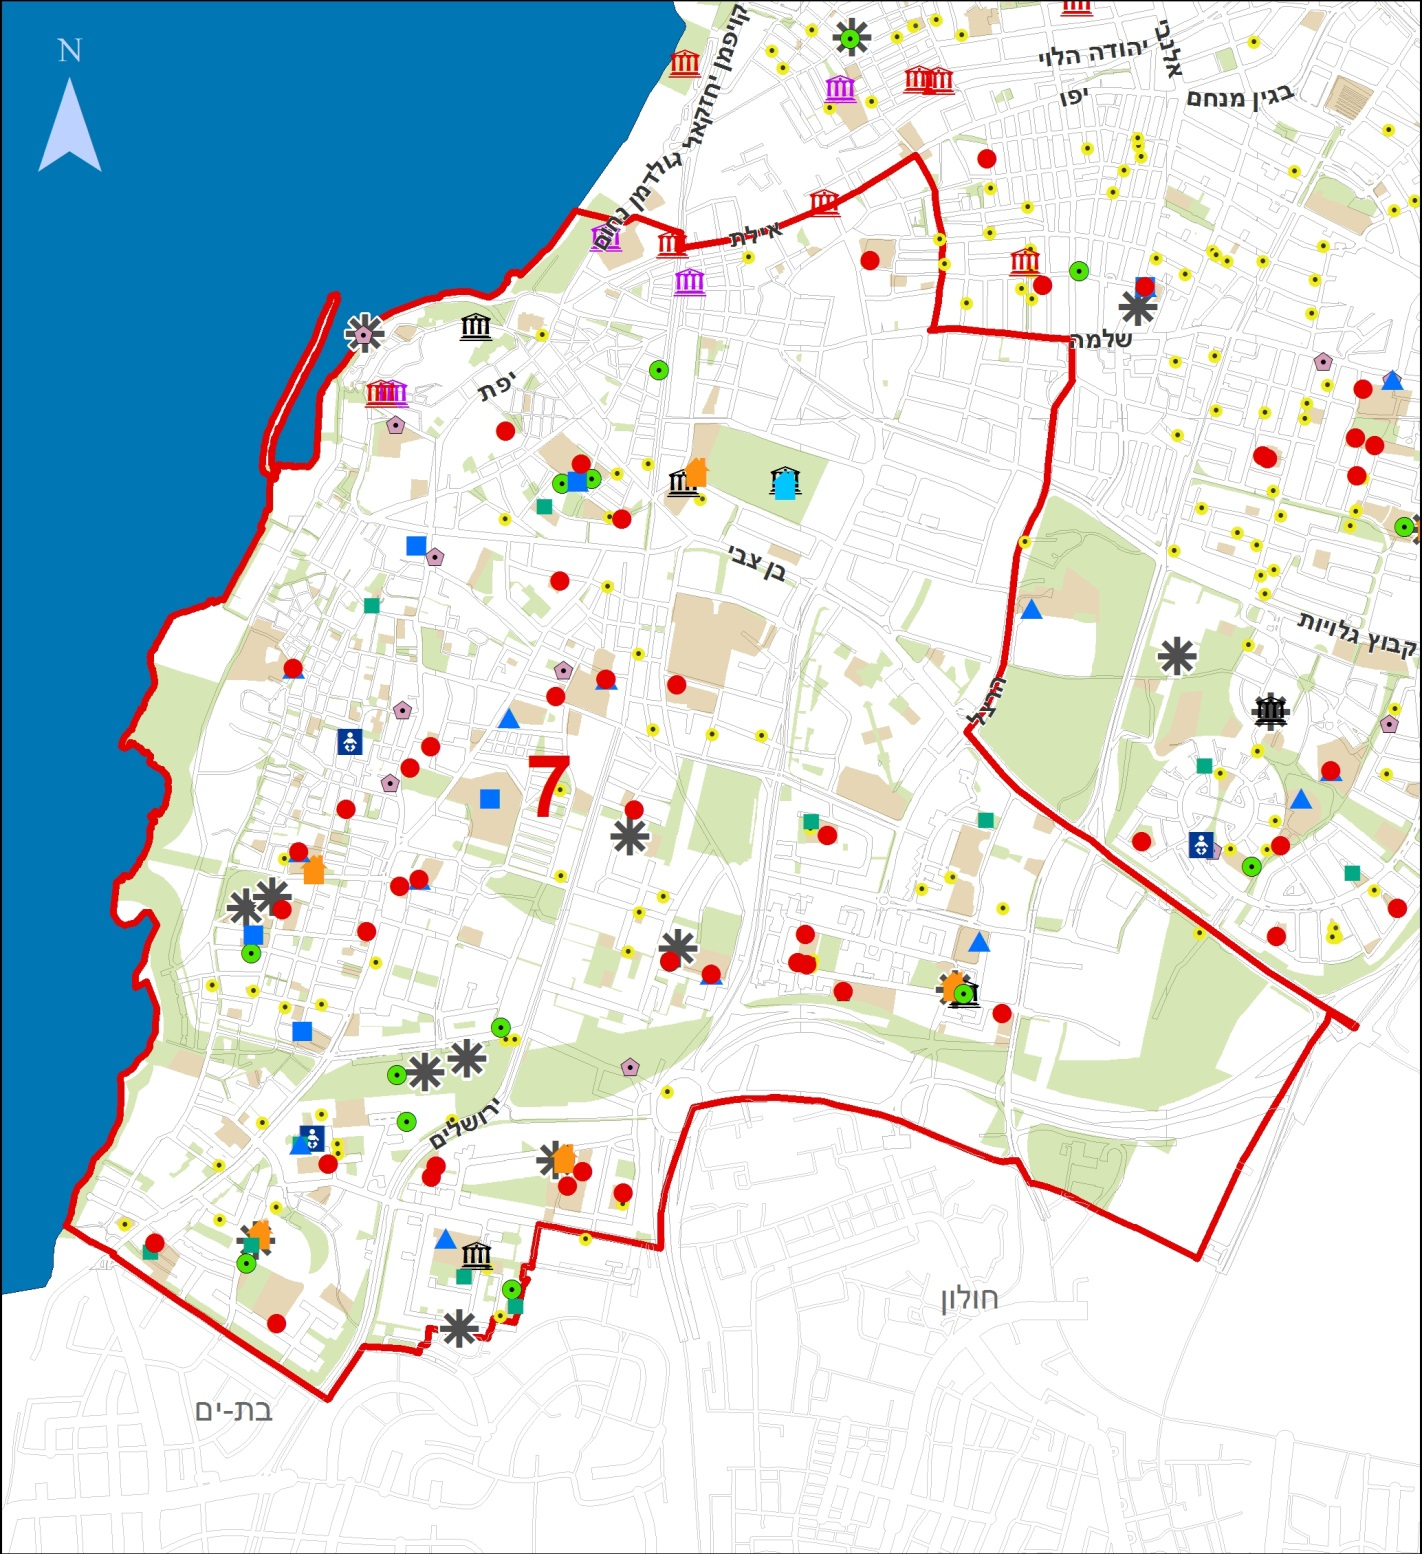 N
קויפמן יחזקאל
גולדמן נחום
אלנבי
יהודה הלוי
יפו
בגין מנחם
אילת
שלמה
יפת
בן צבי
קבוץ גלויות
הרצל
7
ירושלים
חולון
בת-ים